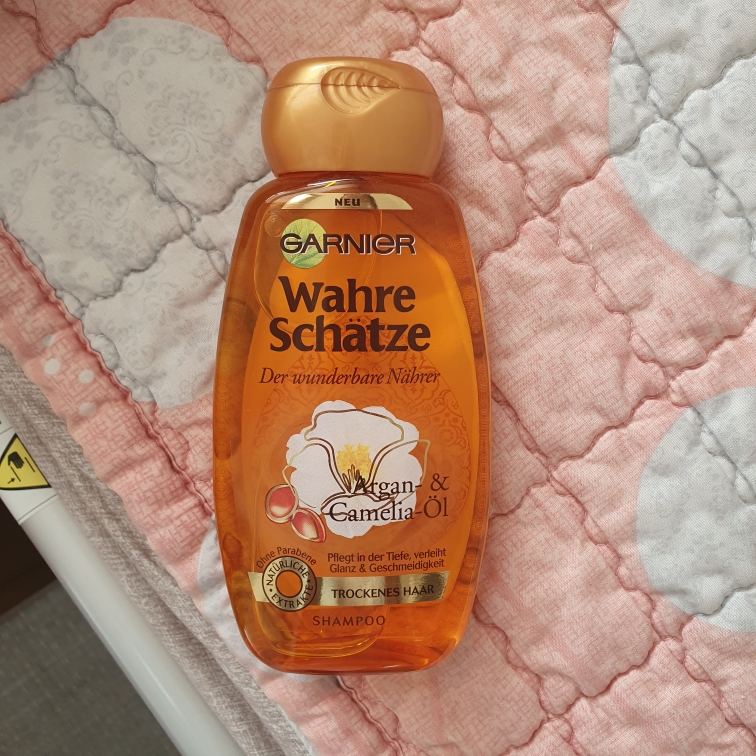 NEU
GARNIER
Wahre
Schätze
Der wunderbare Nährer
Argan- &
Camelia-Öl
Ohne Parabene
NATÜRLICHE
EXTRAKTE
Pflegt in der Tiefe, verleiht
Glanz & Geschmeidigkeit
TROCKENES HAAR
SHAMPOO